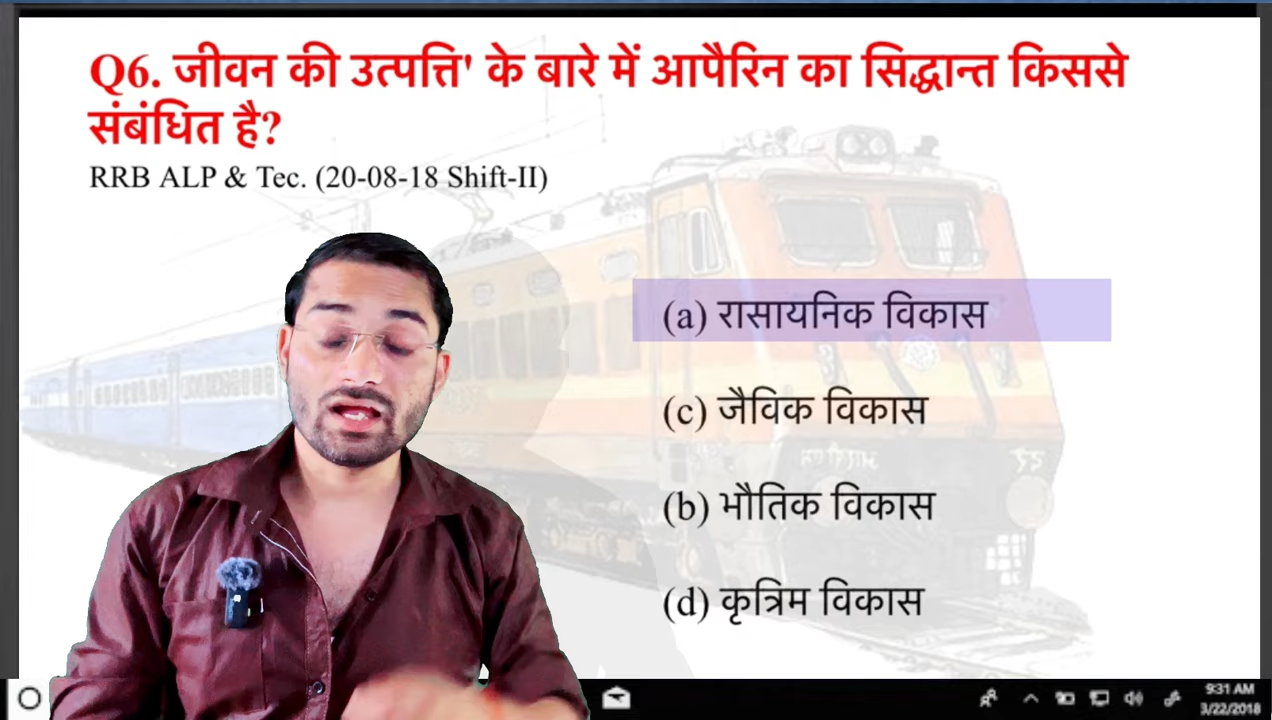 Q6. जीवन की उत्पत्ति' के बारे में आपैरिन का सिद्धान्त किससे
संबंधित है?
RRB ALP & Tec. (20-08-18 Shift-II)
(a) रासायनिक विकास
(c) जैविक विकास
(b) भौतिक विकास
(d) कृत्रिम विकास
9:31 AM
3/22/2018